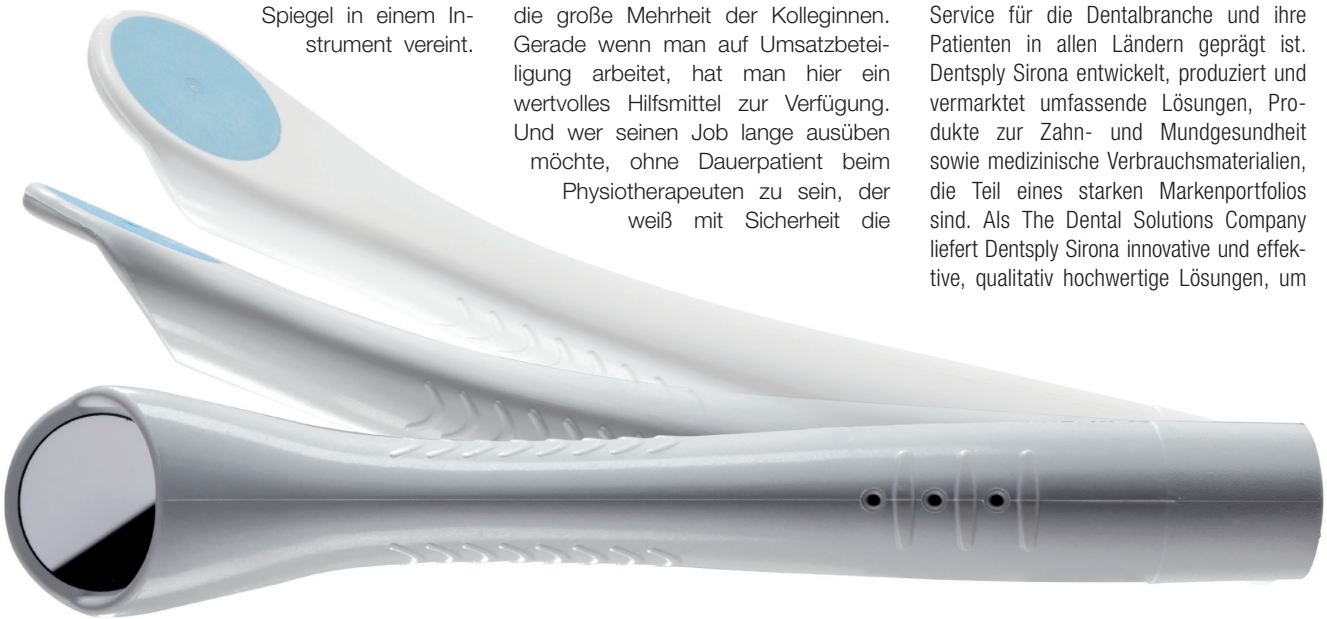 Spiegel in einem In-
strument vereint.
die große Mehrheit der Kolleginnen.
Gerade wenn man auf Umsatzbetei-
ligung arbeitet, hat man hier ein
wertvolles Hilfsmittel zur Verfügung.
Und wer seinen Job lange ausüben
möchte, ohne Dauerpatient beim
Physiotherapeuten zu sein, der
weiß mit Sicherheit die
Service für die Dentalbranche und ihre
Patienten in allen Ländern geprägt ist.
Dentsply Sirona entwickelt, produziert und
vermarktet umfassende Lösungen, Pro-
dukte zur Zahn- und Mundgesundheit
sowie medizinische Verbrauchsmaterialien,
die Teil eines starken Markenportfolios
sind. Als The Dental Solutions Company
liefert Dentsply Sirona innovative und effek-
tive, qualitativ hochwertige Lösungen, um